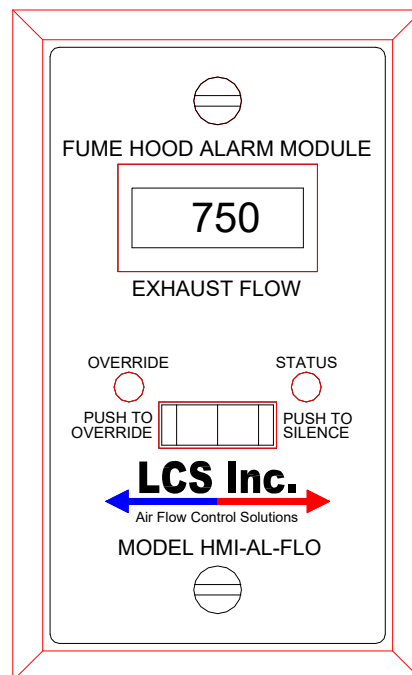 FUME HOOD ALARM MODULE
750
EXHAUST FLOW
OVERRIDE
STATUS
PUSH TO
OVERRIDE
PUSH TO
SILENCE
LCS Inc.
Air Flow Control Solutions
MODEL HMI-AL-FLO